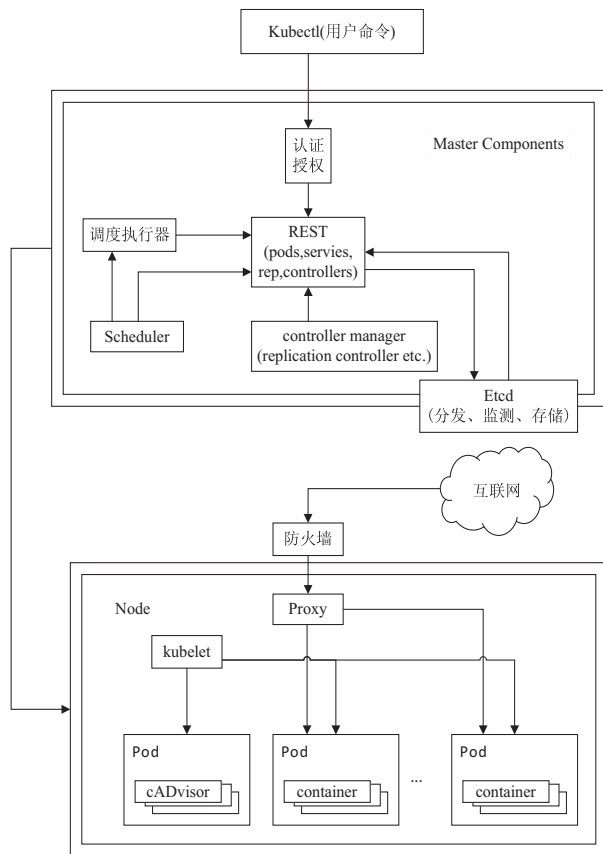 Kubectl(用户命令)
认证
授权
Master Components
调度执行器
REST
(pods,servies,
rep,controllers)
Scheduler
controller manager
(replication controller etc.)
Etcd
(分发、监测、存储)
互联网
防火墙
Node
Proxy
kubelet
Pod
Pod
Pod
cADvisor
container
...
container